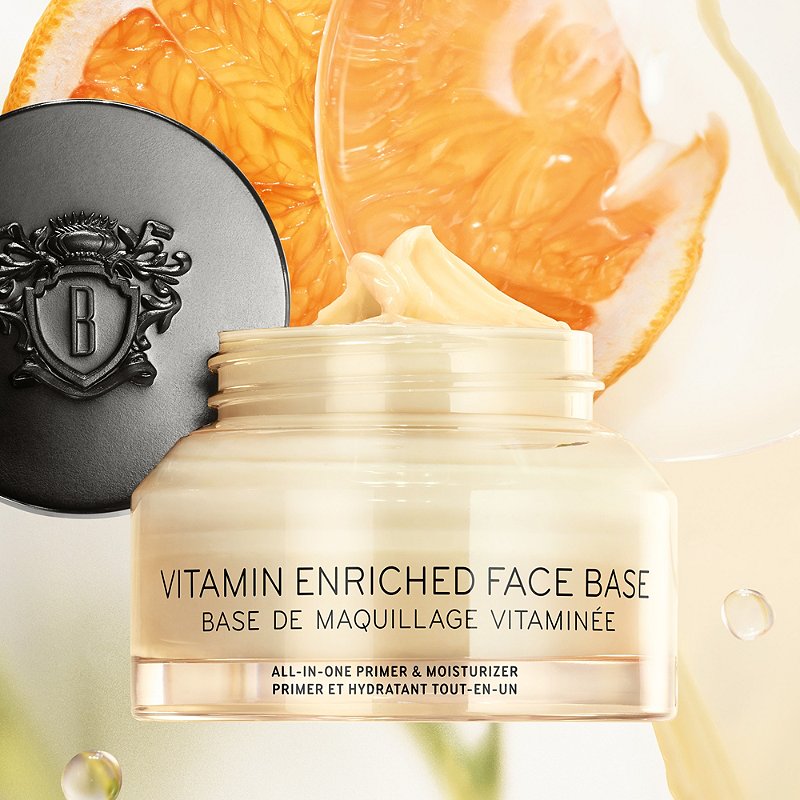 B
VITAMIN ENRICHED FACE BASE
BASE DE MAQUILLAGE VITAMINÉE
ALL-IN-ONE PRIMER & MOISTURIZER
PRIMER ET HYDRATANT TOUT-EN-UN